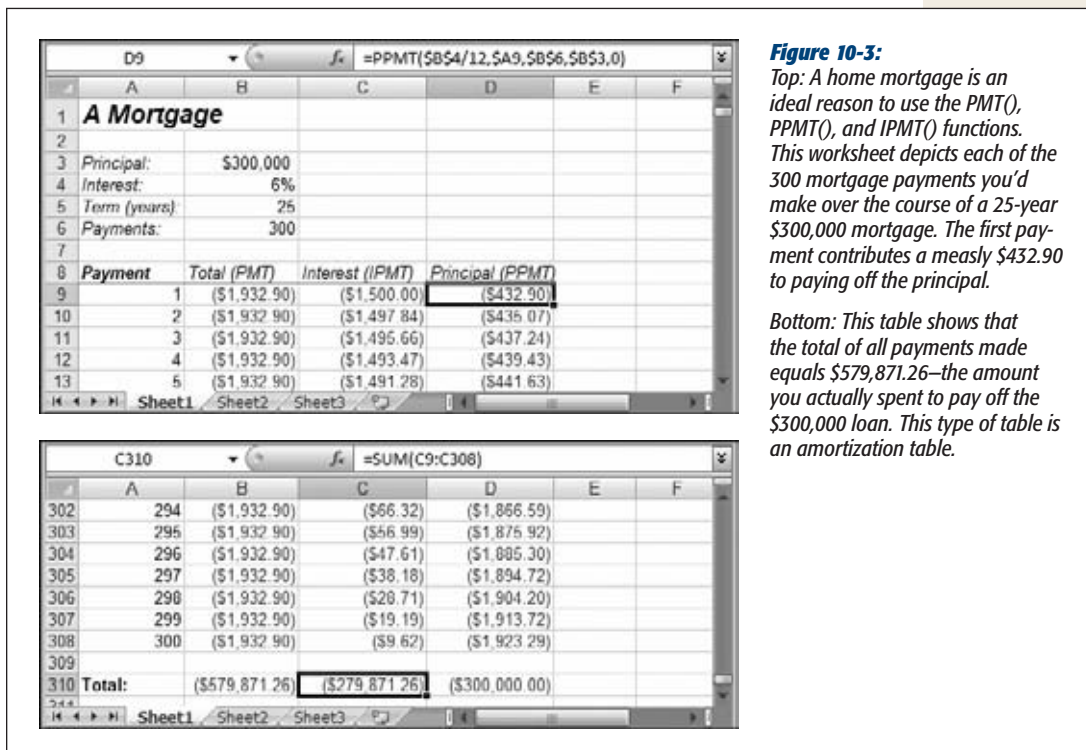 D9 fx =PPMT($B$4/12,$A9,$B$6,$B$3,0)
A B C D E F
1 A Mortgage
2
3 Principal: $300,000
4 Interest: 6%
5 Term (years): 25
6 Payments: 300
7
8 Payment Total (PMT) Interest (IPMT) Principal (PPMT)
9 1 ($1,932.90) ($1,500.00) ($432.90)
10 2 ($1,932.90) ($1,497.84) ($435.07)
11 3 ($1,932.90) ($1,495.66) ($437.24)
12 4 ($1,932.90) ($1,493.47) ($439.43)
13 5 ($1,932.90) ($1,491.28) ($441.63)
Sheet1 Sheet2 Sheet3
C310 fx =SUM(C9:C308)
A B C D E F
302 294 ($1,932.90) ($66.32) ($1,866.59)
303 295 ($1,932.90) ($56.99) ($1,875.92)
304 296 ($1,932.90) ($47.61) ($1,885.30)
305 297 ($1,932.90) ($38.18) ($1,894.72)
306 298 ($1,932.90) ($28.71) ($1,904.20)
307 299 ($1,932.90) ($19.19) ($1,913.72)
308 300 ($1,932.90) ($9.62) ($1,923.29)
309
310 Total: ($579,871.26) ($279,871.26) ($300,000.00)
Sheet1 Sheet2 Sheet3
Figure 10-3:
Top: A home mortgage is an
ideal reason to use the PMT(),
PPMT(), and IPMT() functions.
This worksheet depicts each of the
300 mortgage payments you'd
make over the course of a 25-year
$300,000 mortgage. The first pay-
ment contributes a measly $432.90
to paying off the principal.
Bottom: This table shows that
the total of all payments made
equals $579,871.26—the amount
you actually spent to pay off the
$300,000 loan. This type of table is
an amortization table.